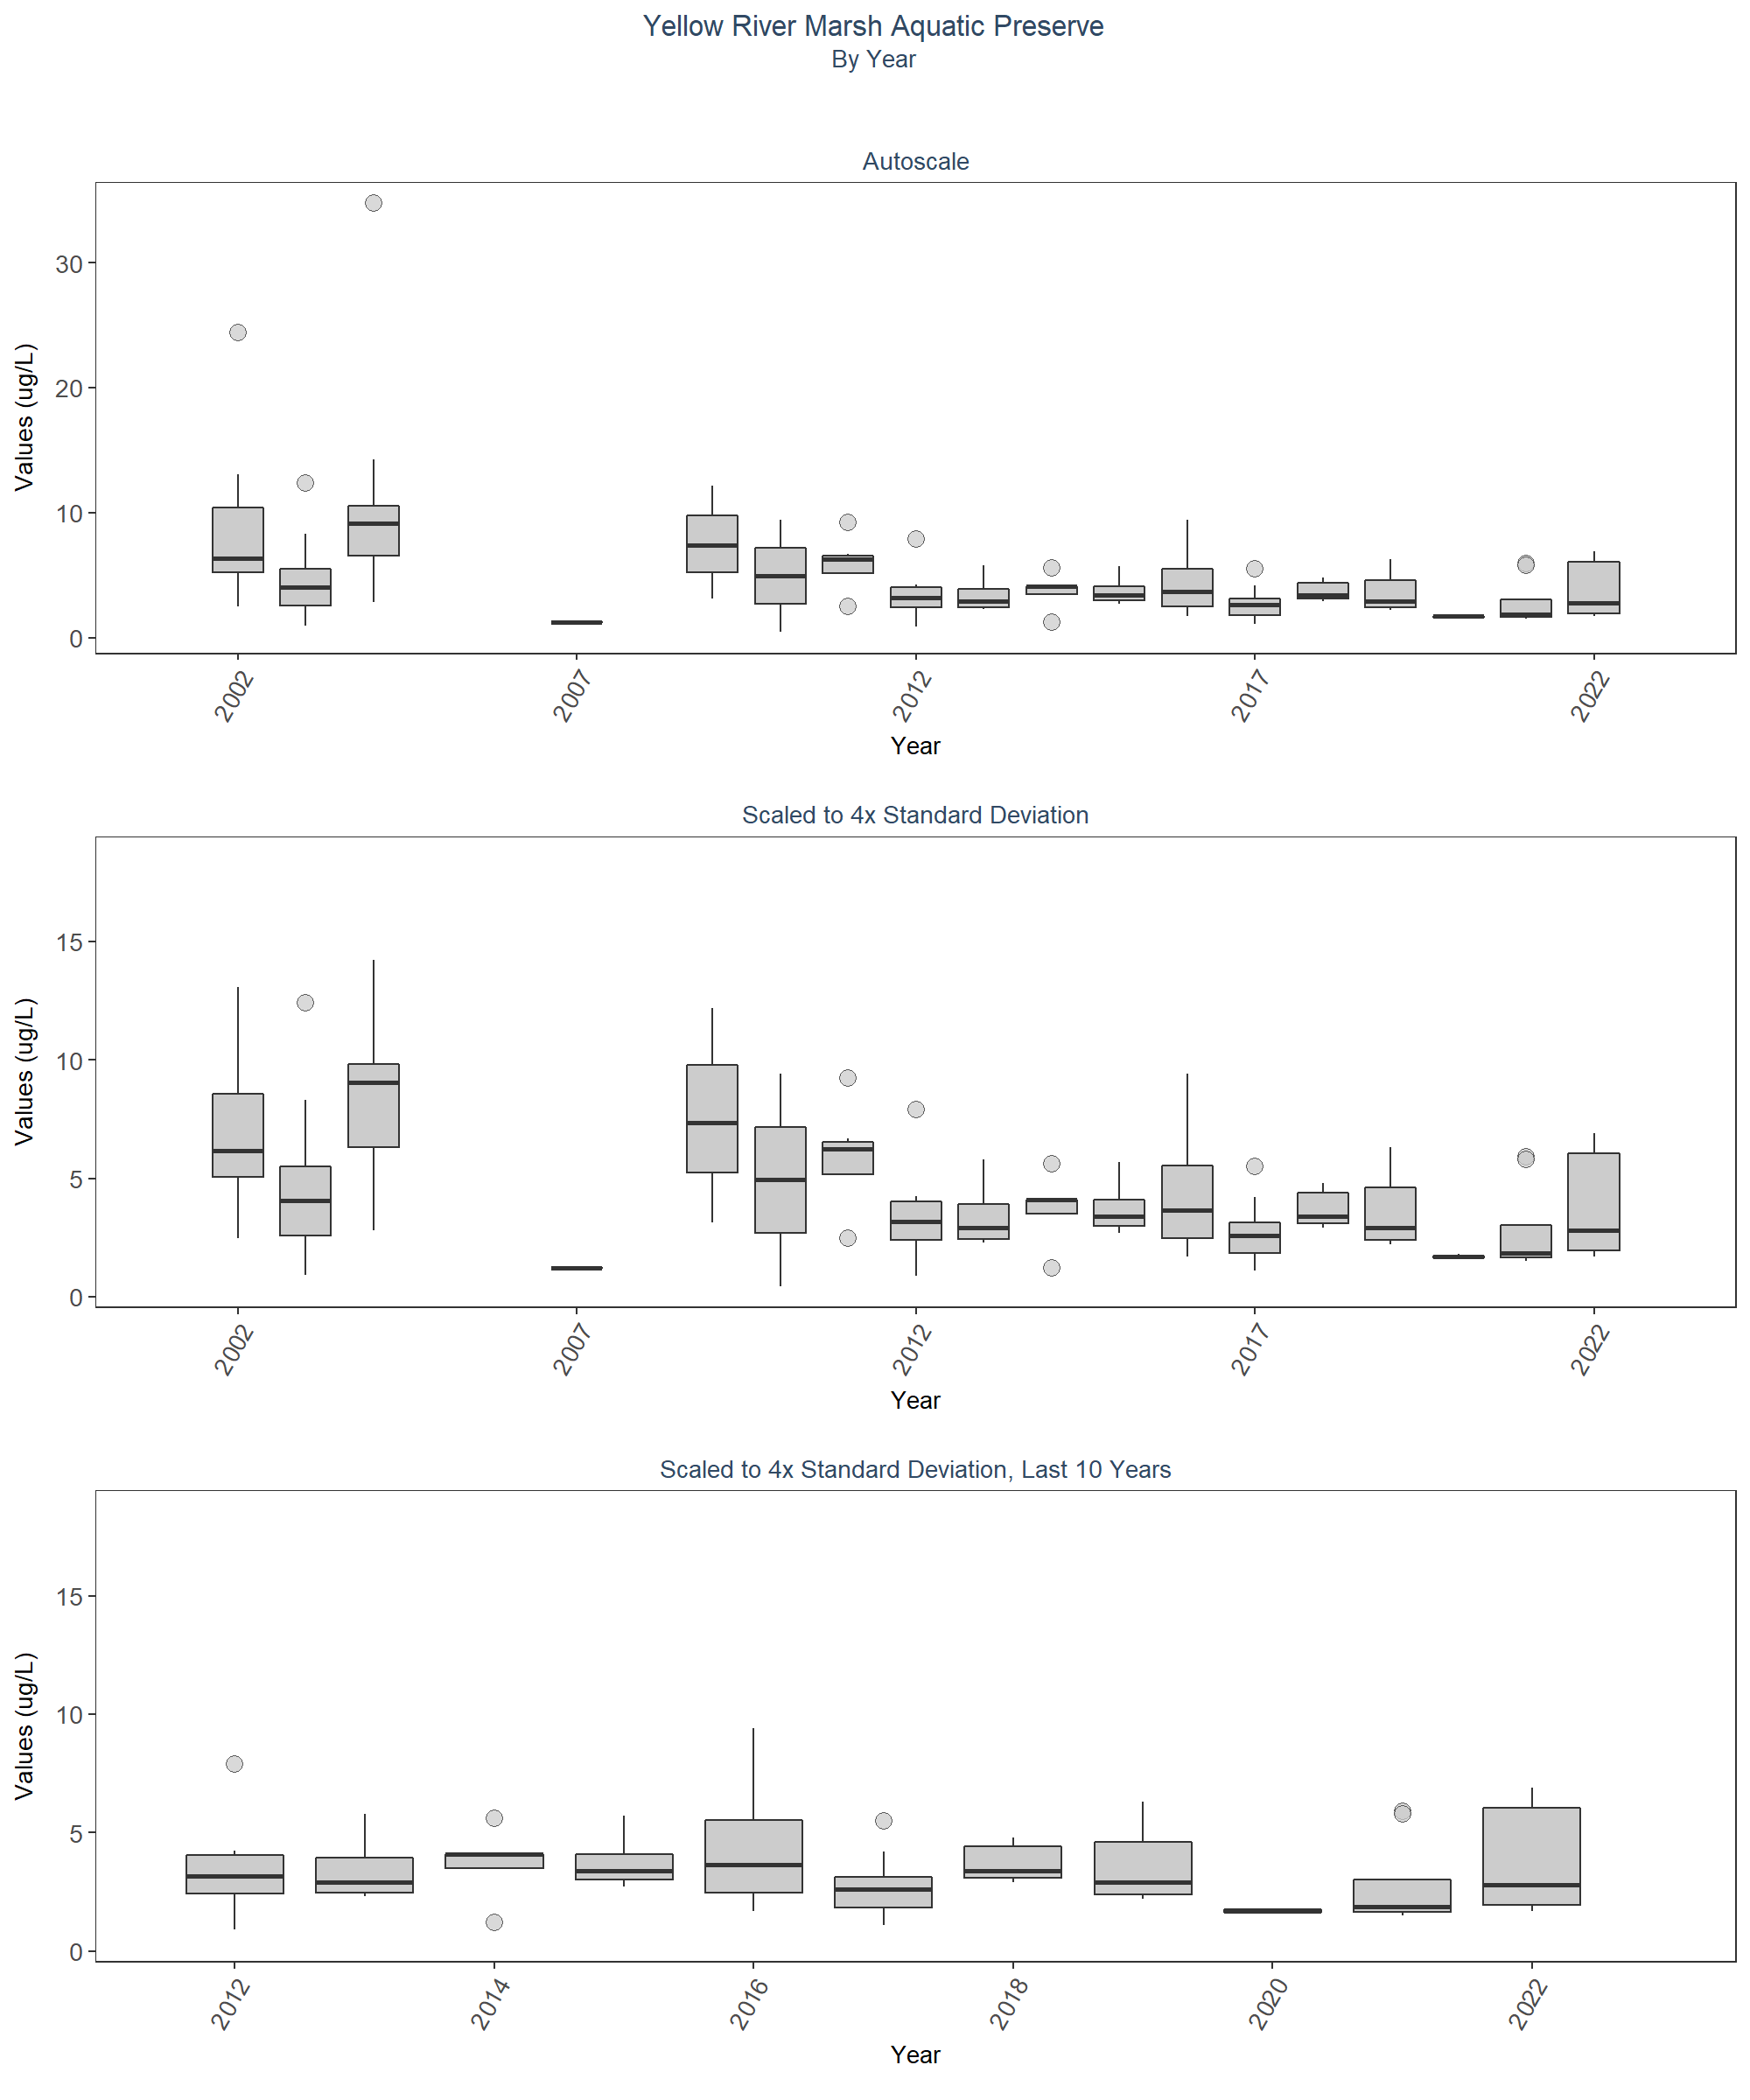 Yellow River Marsh Aquatic Preserve
By Year
Autoscale
Values (ug/L)
30
20
10
0
2002
2007
2012
2017
2022
Year
Scaled to 4x Standard Deviation
Values (ug/L)
15
10
5
0
2002
2007
2012
2017
2022
Year
Scaled to 4x Standard Deviation, Last 10 Years
Values (ug/L)
15
10
5
0
2012
2014
2016
2018
2020
2022
Year